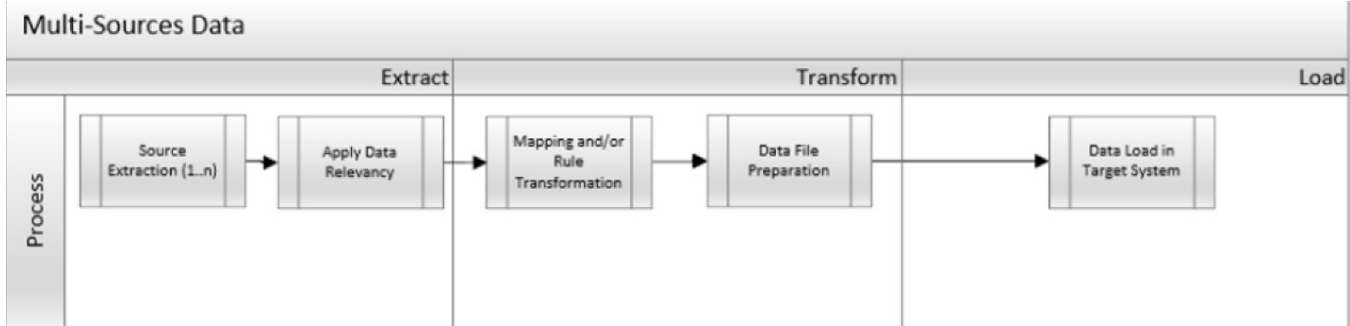 Multi-Sources Data
Extract
Transform
Load
Process
Source
Extraction (1..n)
Apply Data
Relevancy
Mapping and/or
Rule
Transformation
Data File
Preparation
Data Load in
Target System